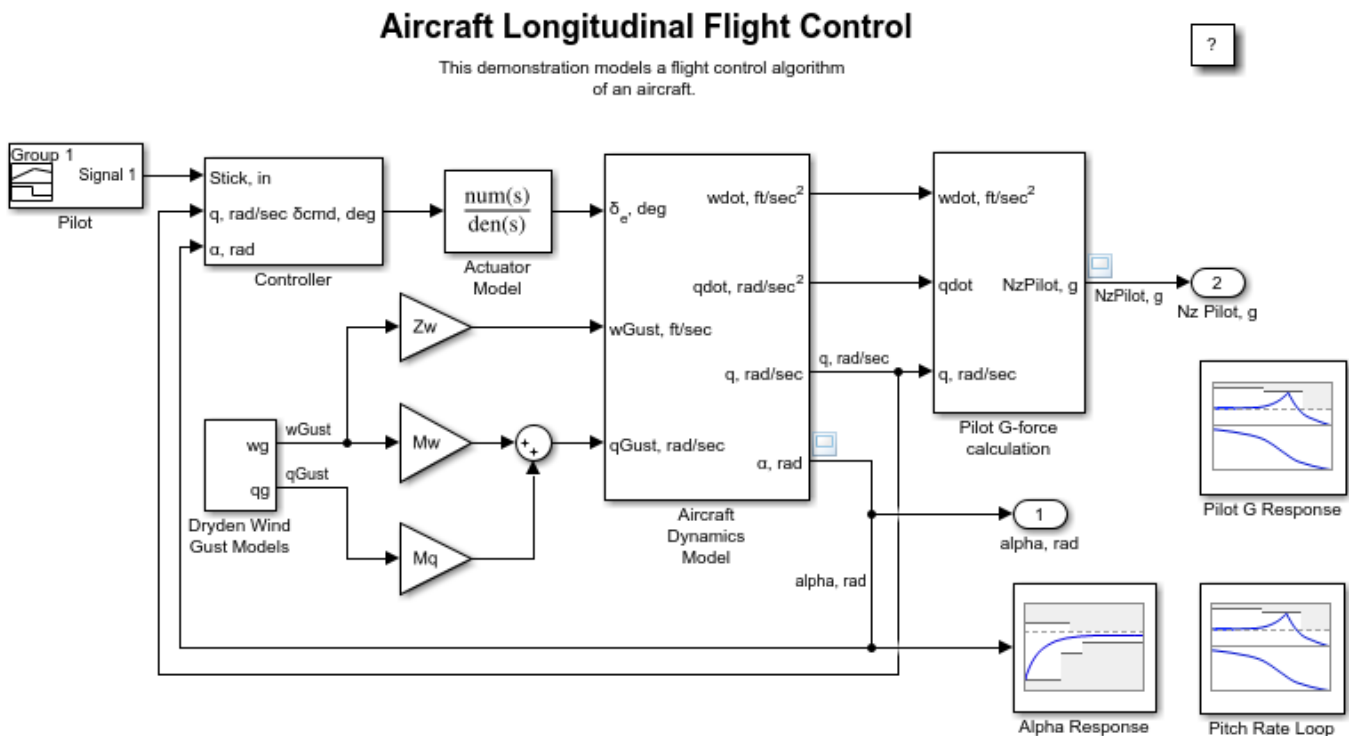 Aircraft Longitudinal Flight Control
?
This demonstration models a flight control algorithm
of an aircraft.
Group 1
Signal 1
Pilot
Stick, in
q, rad/sec δcmd, deg
α, rad
Controller
num(s)
den(s)
Actuator
Model
δe, deg
wGust, ft/sec
qGust, rad/sec
wdot, ft/sec²
qdot, rad/sec²
q, rad/sec
α, rad
Aircraft
Dynamics
Model
q, rad/sec
wdot, ft/sec²
qdot
q, rad/sec
NzPilot, g
Pilot G-force
calculation
NzPilot, g
2
Nz Pilot, g
Zw
Mw
Mq
++
wg
qg
wGust
qGust
Dryden Wind
Gust Models
1
alpha, rad
alpha, rad
Pilot G Response
Alpha Response
Pitch Rate Loop